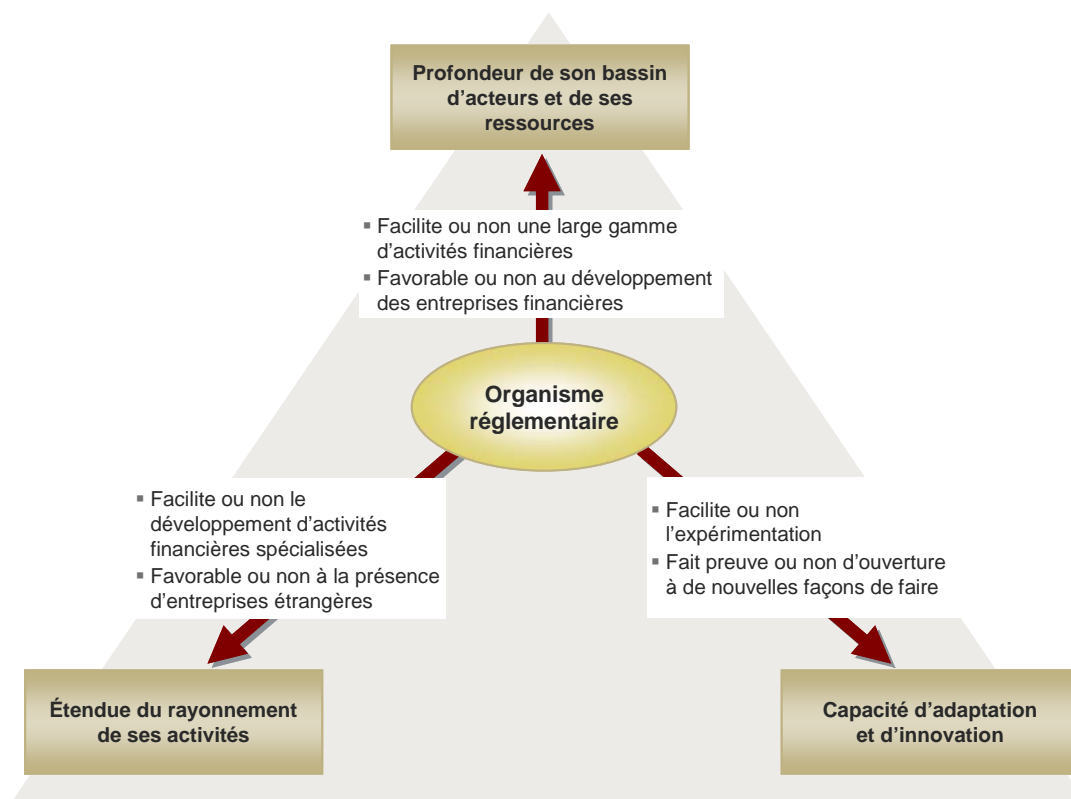 Profondeur de son bassin
d’acteurs et de ses
ressources
▪ Facilite ou non une large gamme
d’activités financières
▪ Favorable ou non au développement
des entreprises financières
Organisme
réglementaire
▪ Facilite ou non le
développement d’activités
financières spécialisées
▪ Favorable ou non à la présence
d’entreprises étrangères
▪ Facilite ou non
l’expérimentation
▪ Fait preuve ou non d’ouverture
à de nouvelles façons de faire
Étendue du rayonnement
de ses activités
Capacité d’adaptation
et d’innovation